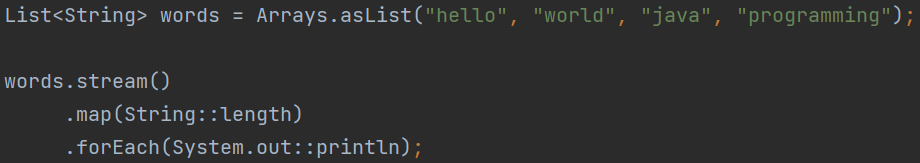 List<String> words = Arrays.asList("hello", "world", "java", "programming");
words.stream()
.map(String::length)
.forEach(System.out::println);